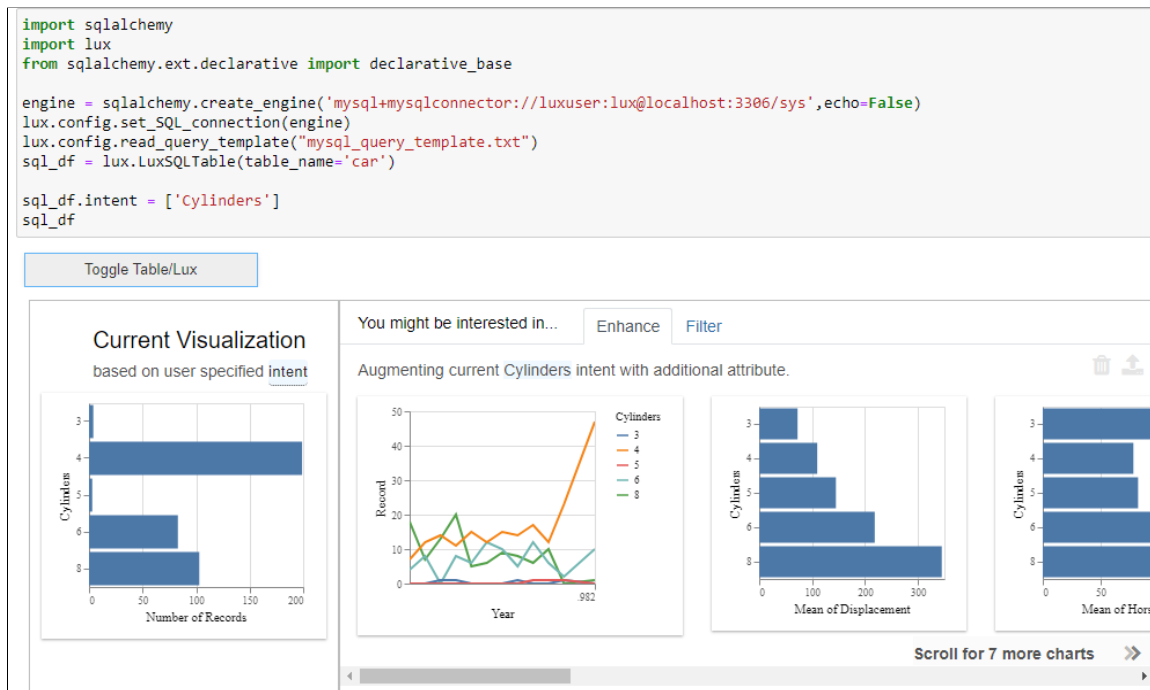 import sqlalchemy
import lux
from sqlalchemy.ext.declarative import declarative_base
engine = sqlalchemy.create_engine('mysql+mysqlconnector://luxuser:lux@localhost:3306/sys',echo=False)
lux.config.set_SQL_connection(engine)
lux.config.read_query_template("mysql_query_template.txt")
sql_df = lux.LuxSQLTable(table_name='car')
sql_df.intent = ['Cylinders']
sql_df
Toggle Table/Lux
Current Visualization
based on user specified intent
3
4
5
6
8
Cylinders
0 50 100 150 200
Number of Records
You might be interested in... Enhance Filter
Augmenting current Cylinders intent with additional attribute.
50
40
30
20
10
0
Record
.982
Year
Cylinders
3
4
5
6
8
3
4
5
6
8
Cylinders
0 100 200 300
Mean of Displacement
3
4
5
6
8
Cylinders
0 50
Mean of Hors
Scroll for 7 more charts